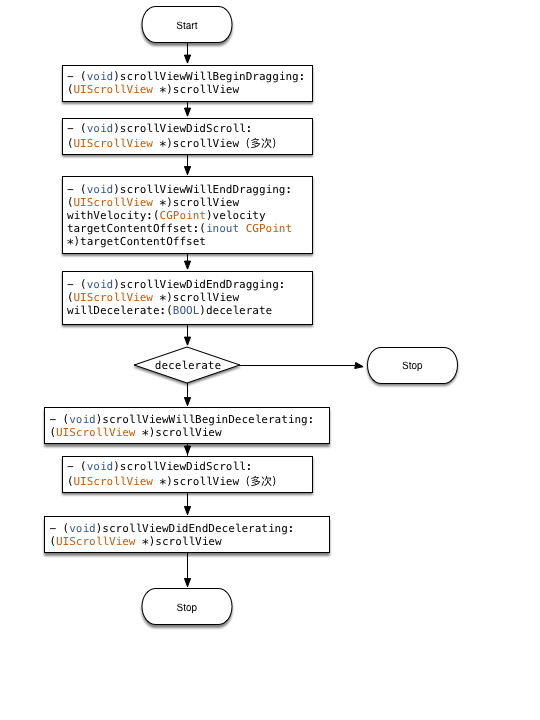 Start
– (void)scrollViewWillBeginDragging:
(UIScrollView *)scrollView
– (void)scrollViewDidScroll:
(UIScrollView *)scrollView (多次)
– (void)scrollViewWillEndDragging:
(UIScrollView *)scrollView
withVelocity:(CGPoint)velocity
targetContentOffset:(inout CGPoint
*)targetContentOffset
– (void)scrollViewDidEndDragging:
(UIScrollView *)scrollView
willDecelerate:(BOOL)decelerate
decelerate
Stop
– (void)scrollViewWillBeginDecelerating:
(UIScrollView *)scrollView
– (void)scrollViewDidScroll:
(UIScrollView *)scrollView (多次)
– (void)scrollViewDidEndDecelerating:
(UIScrollView *)scrollView
Stop